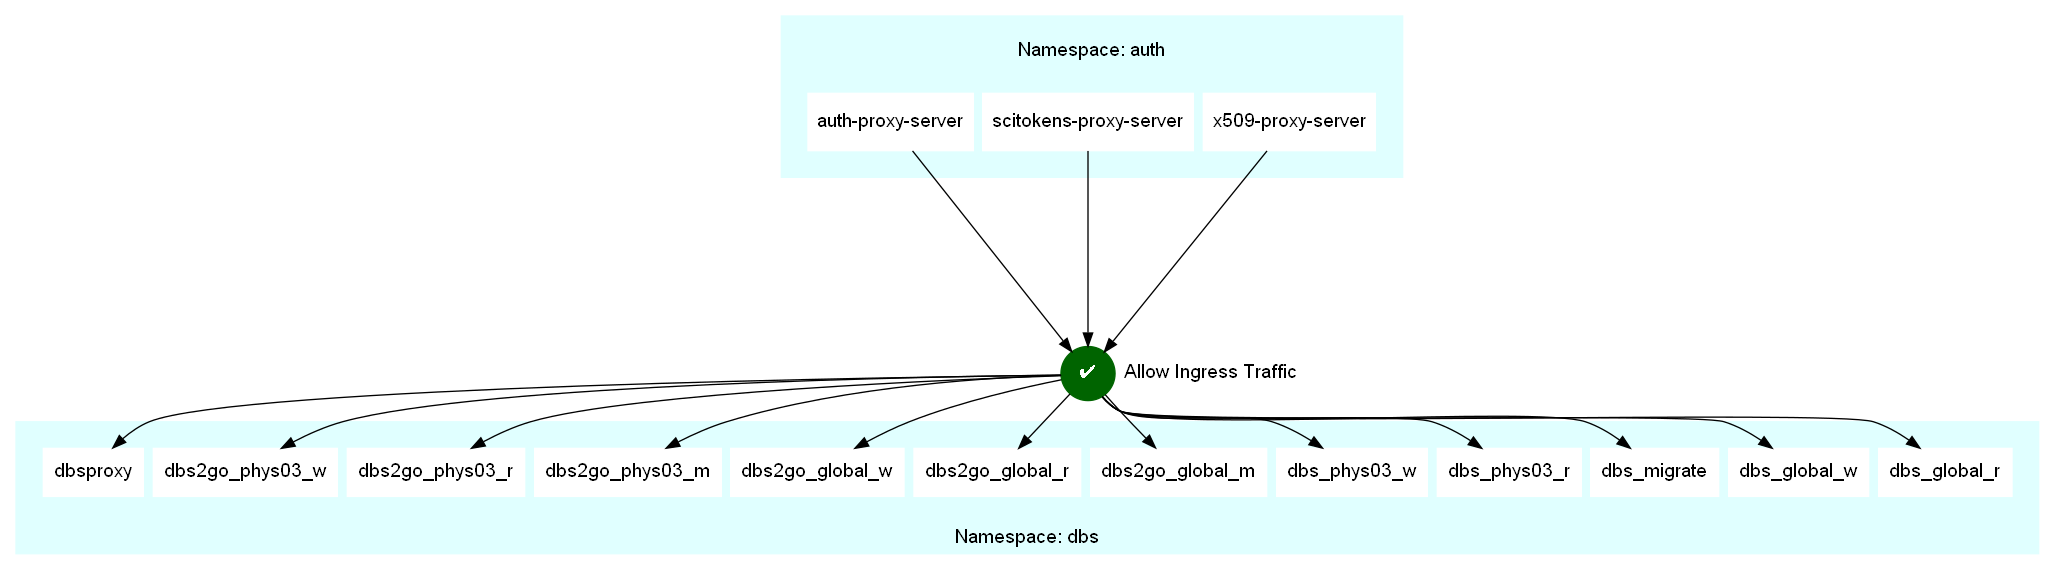 Namespace: auth
auth-proxy-server
scitokens-proxy-server
x509-proxy-server
✔
Allow Ingress Traffic
dbsproxy
dbs2go_phys03_w
dbs2go_phys03_r
dbs2go_phys03_m
dbs2go_global_w
dbs2go_global_r
dbs2go_global_m
dbs_phys03_w
dbs_phys03_r
dbs_migrate
dbs_global_w
dbs_global_r
Namespace: dbs